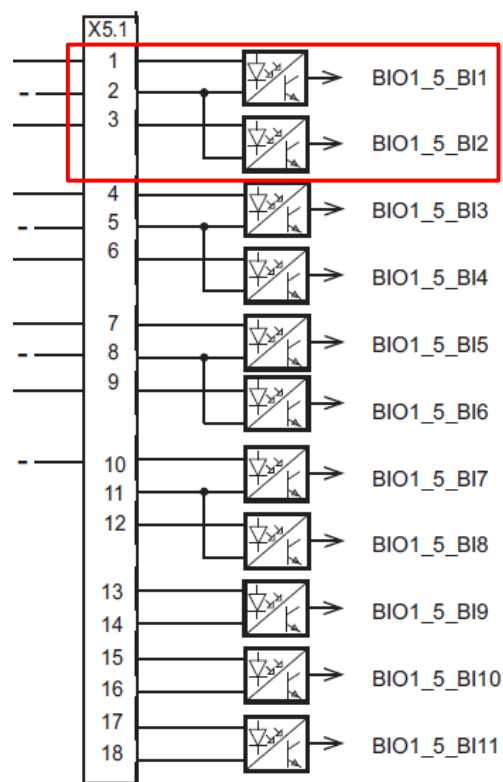 X5.1
1
BIO1_5_BI1
2
3
BIO1_5_BI2
4
BIO1_5_BI3
5
6
BIO1_5_BI4
7
BIO1_5_BI5
8
9
BIO1_5_BI6
10
BIO1_5_BI7
11
12
BIO1_5_BI8
13
BIO1_5_BI9
14
15
BIO1_5_BI10
16
17
BIO1_5_BI11
18